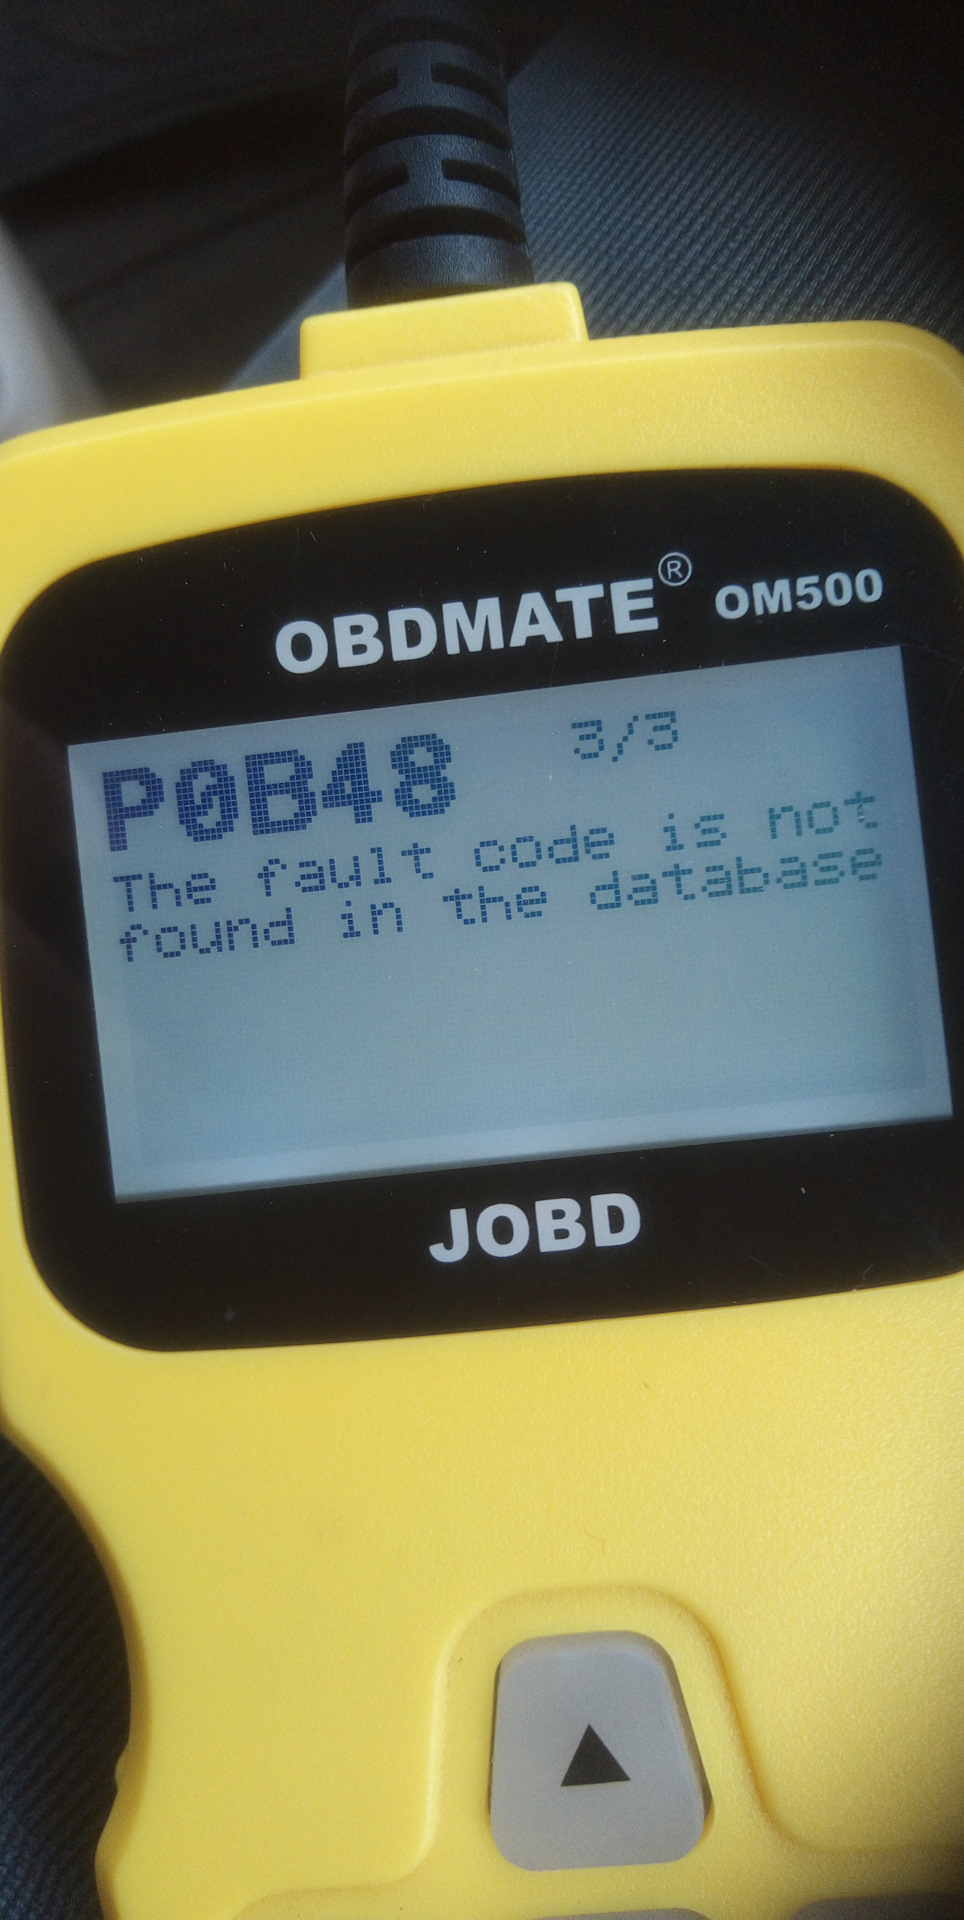 OBDMATE® OM500
P0B48 3/3
The fault code is not
found in the database
JOBD